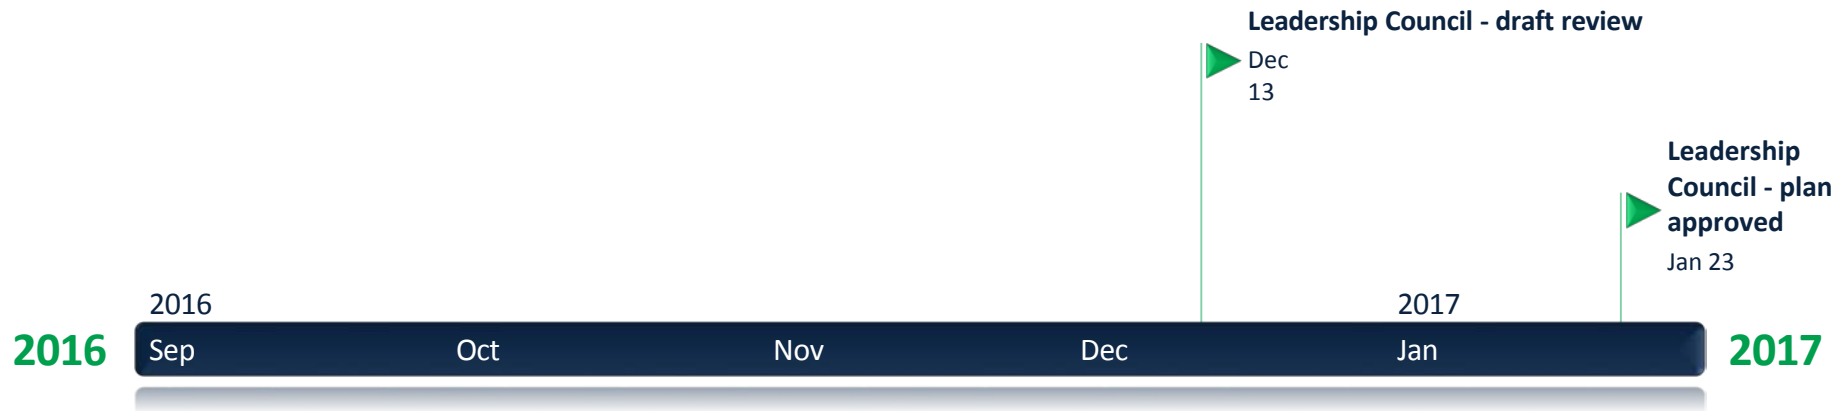 Leadership Council - draft review
Dec
13
Leadership
Council - plan
approved
Jan 23
2016
2017
2016
Sep
Oct
Nov
Dec
Jan
2017